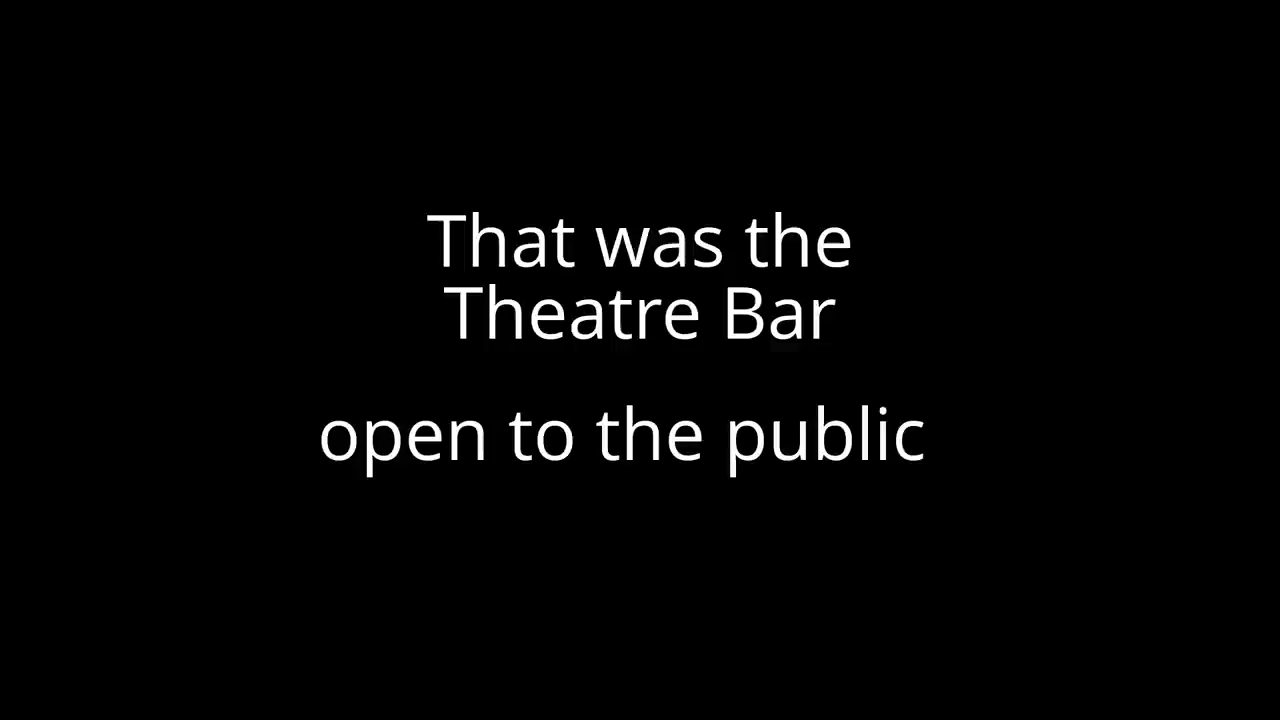 That was the
Theatre Bar
open to the public